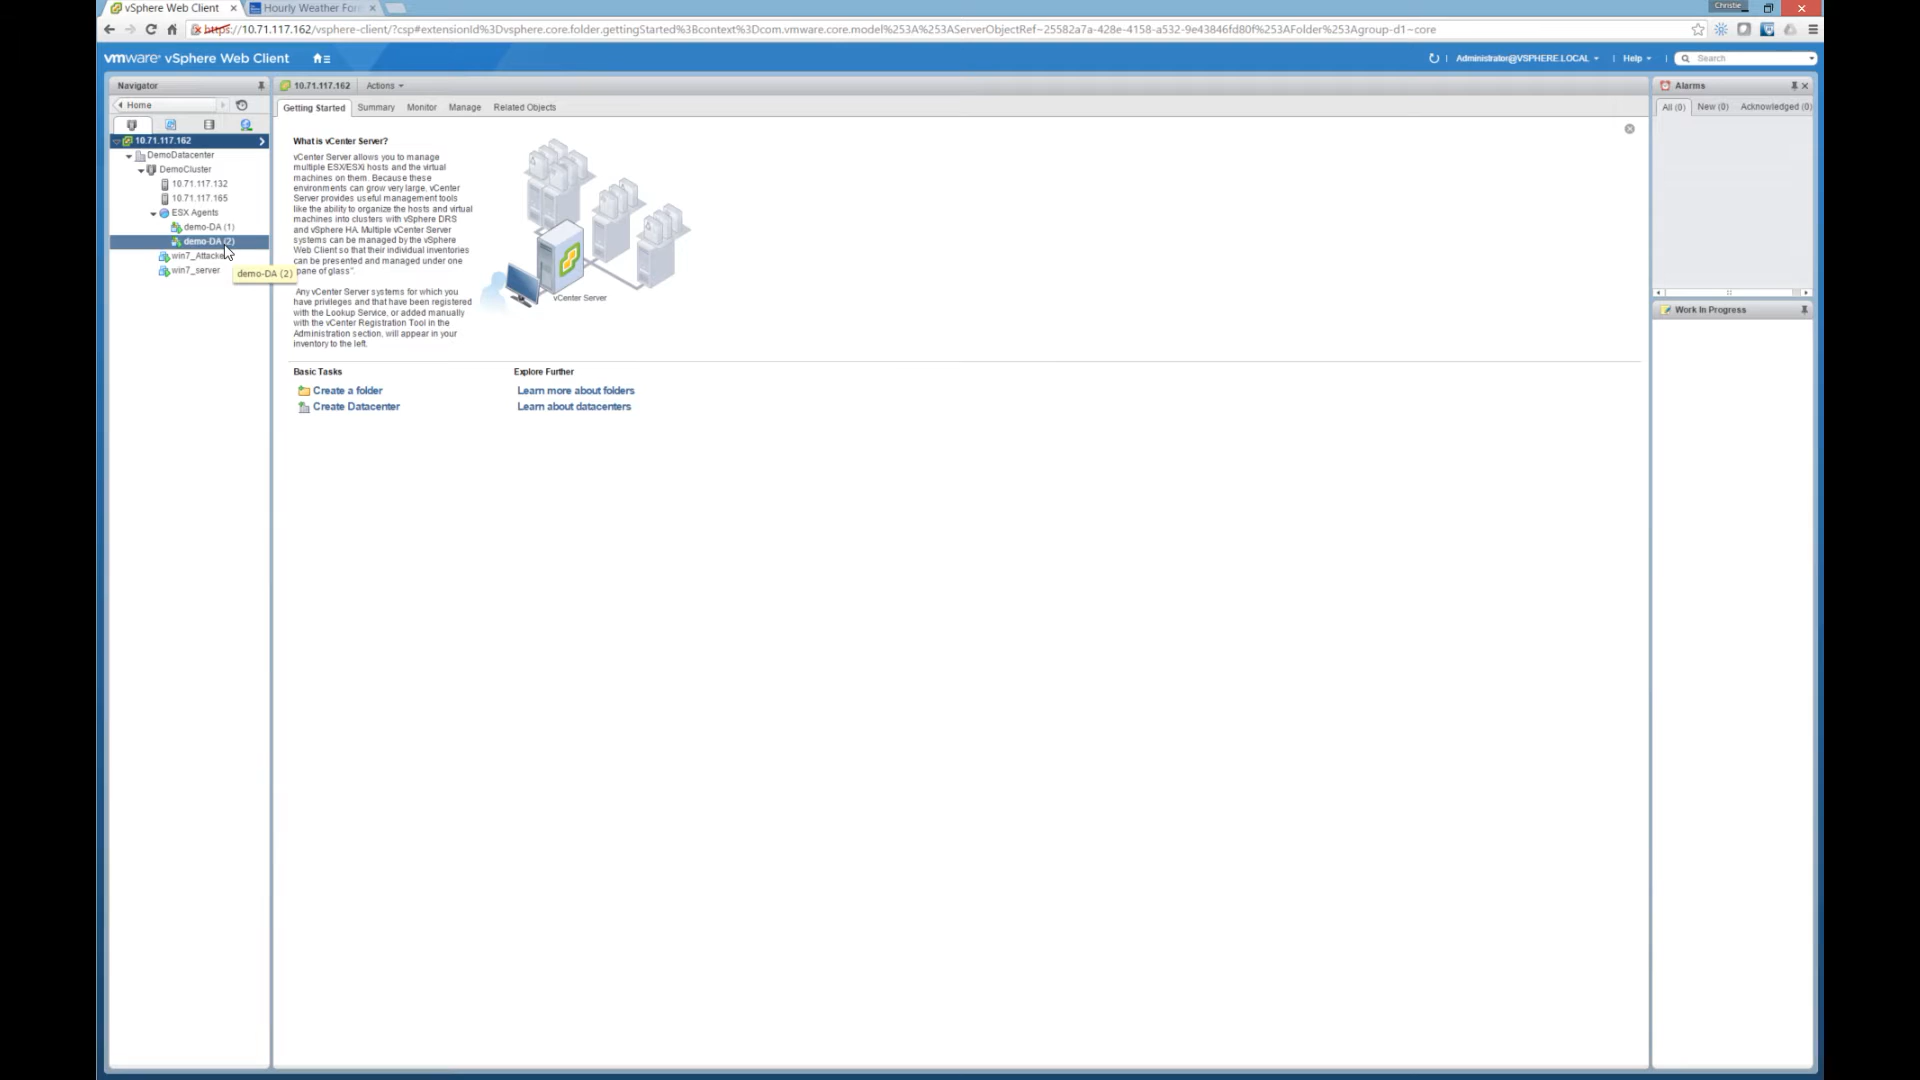 vSphere Web Client
Hourly Weather For
Christie
https://10.71.117.162/vsphere-client/?csp#extensionId%3Dvsphere.core.folder.gettingStarted%3Bcontext%3Dcom.vmware.core.model%253A%253AServerObjectRef~25582a7a-428e-4158-a532-9e43846fd80f%253AFolder%253Agroup-d1~core
vmware® vSphere Web Client
Administrator@VSPHERE.LOCAL
Help
Search
Navigator
Home
10.71.117.162
DemoDatacenter
DemoCluster
10.71.117.132
10.71.117.165
ESX Agents
demo-DA (1)
demo-DA (2)
win7_Attacke
win7_server
demo-DA (2)
10.71.117.162
Actions
Getting Started
Summary
Monitor
Manage
Related Objects
What is vCenter Server?
vCenter Server allows you to manage
multiple ESX/ESXi hosts and the virtual
machines on them. Because these
environments can grow very large, vCenter
Server provides useful management tools
like the ability to organize the hosts and virtual
machines into clusters with vSphere DRS
and vSphere HA. Multiple vCenter Server
systems can be managed by the vSphere
Web Client so that their individual inventories
can be presented and managed under one
"pane of glass".
Any vCenter Server systems for which you
have privileges and that have been registered
with the Lookup Service, or added manually
with the vCenter Registration Tool in the
Administration section, will appear in your
inventory to the left.
vCenter Server
Basic Tasks
Create a folder
Create Datacenter
Explore Further
Learn more about folders
Learn about datacenters
Alarms
All (0)
New (0)
Acknowledged (0)
Work In Progress